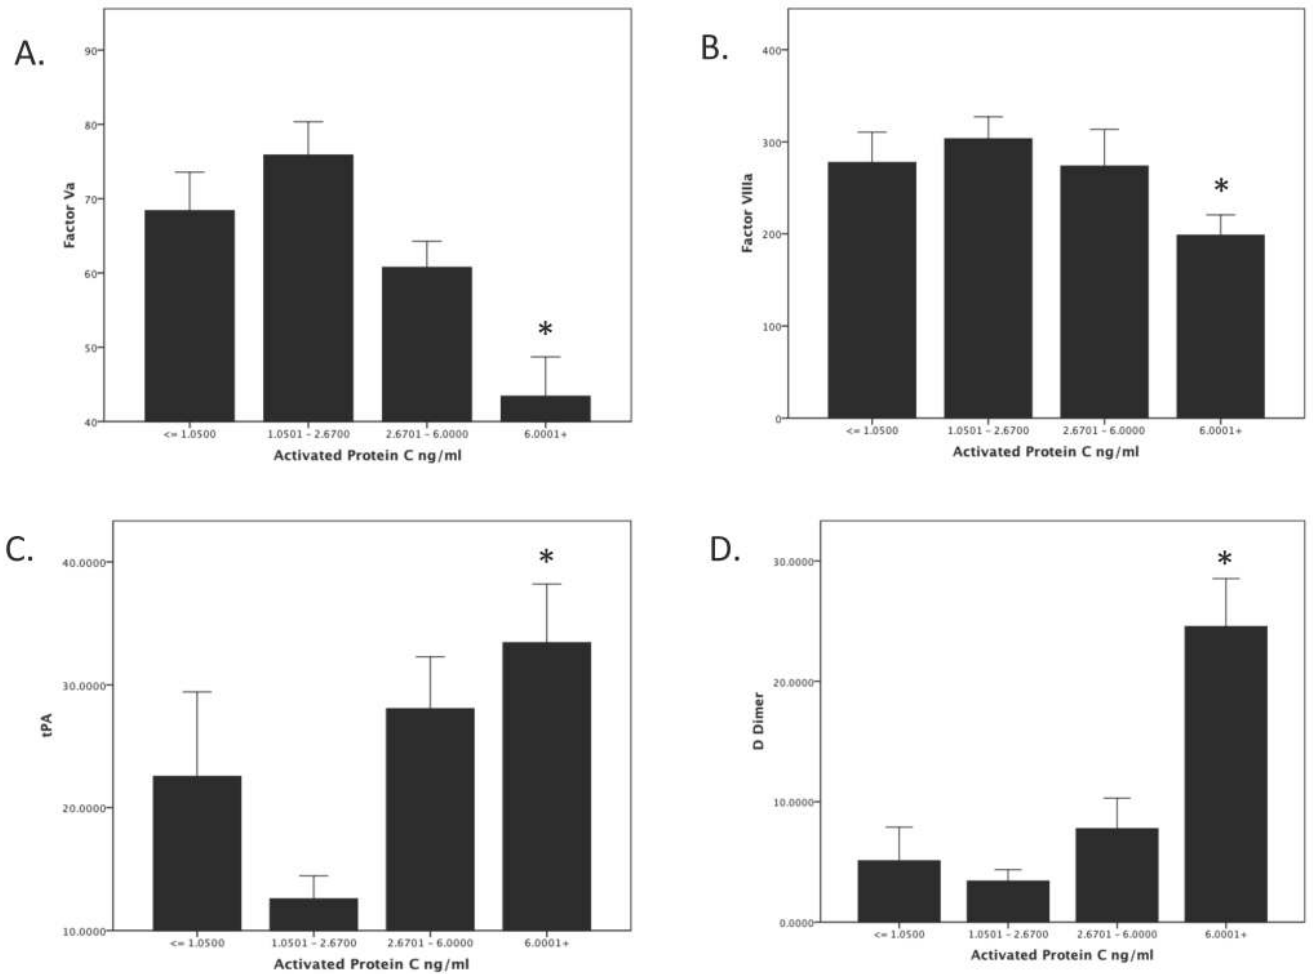 A.
90
80
70
60
50
40
Factor Va
*
<= 1.0500 1.0501 - 2.6700 2.6701 - 6.0000 6.0001+
Activated Protein C ng/ml
B.
400
300
200
100
0
Factor VIIIa
*
<= 1.0500 1.0501 - 2.6700 2.6701 - 6.0000 6.0001+
Activated Protein C ng/ml
C.
40.0000
30.0000
20.0000
10.0000
tPA
*
<= 1.0500 1.0501 - 2.6700 2.6701 - 6.0000 6.0001+
Activated Protein C ng/ml
D.
30.0000
20.0000
10.0000
0.0000
D Dimer
*
<= 1.0500 1.0501 - 2.6700 2.6701 - 6.0000 6.0001+
Activated Protein C ng/ml